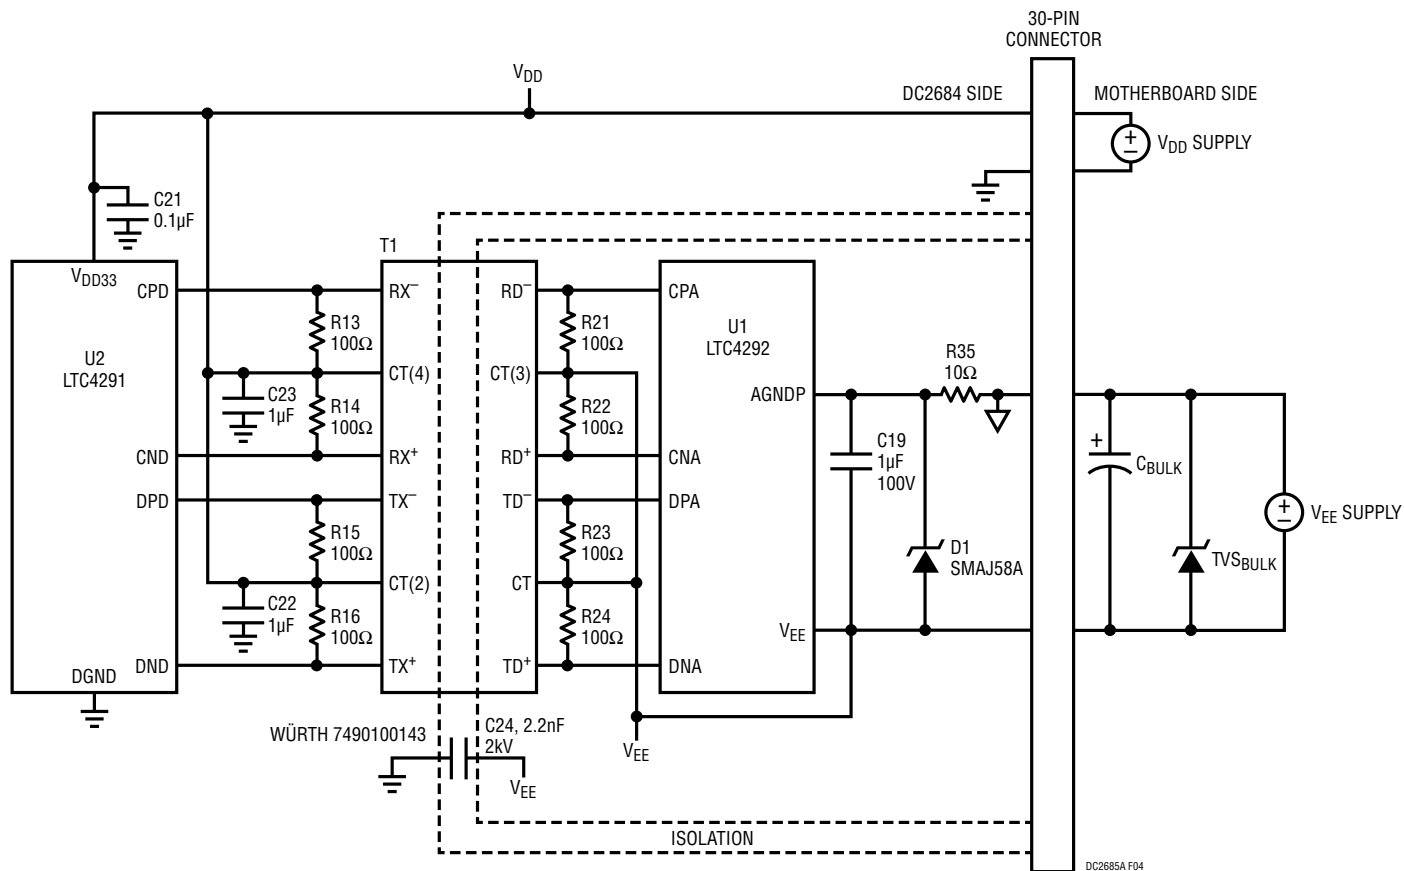 30-PIN
CONNECTOR
VDD
DC2684 SIDE
MOTHERBOARD SIDE
+
−
VDD SUPPLY
C21
0.1µF
T1
VDD33
CPD
RX−
RD−
CPA
R13
100Ω
R21
100Ω
U1
LTC4292
U2
LTC4291
CT(4)
CT(3)
R35
10Ω
AGNDP
C23
1µF
R14
100Ω
R22
100Ω
C19
1µF
100V
+
CBULK
CND
RX+
RD+
CNA
DPD
TX−
TD−
DPA
+
−
VEE SUPPLY
R15
100Ω
R23
100Ω
D1
SMAJ58A
TVSBULK
CT(2)
CT
C22
1µF
R16
100Ω
R24
100Ω
VEE
DND
TX+
TD+
DNA
DGND
WÜRTH 7490100143
C24, 2.2nF
2kV
VEE
VEE
ISOLATION
DC2685A F04